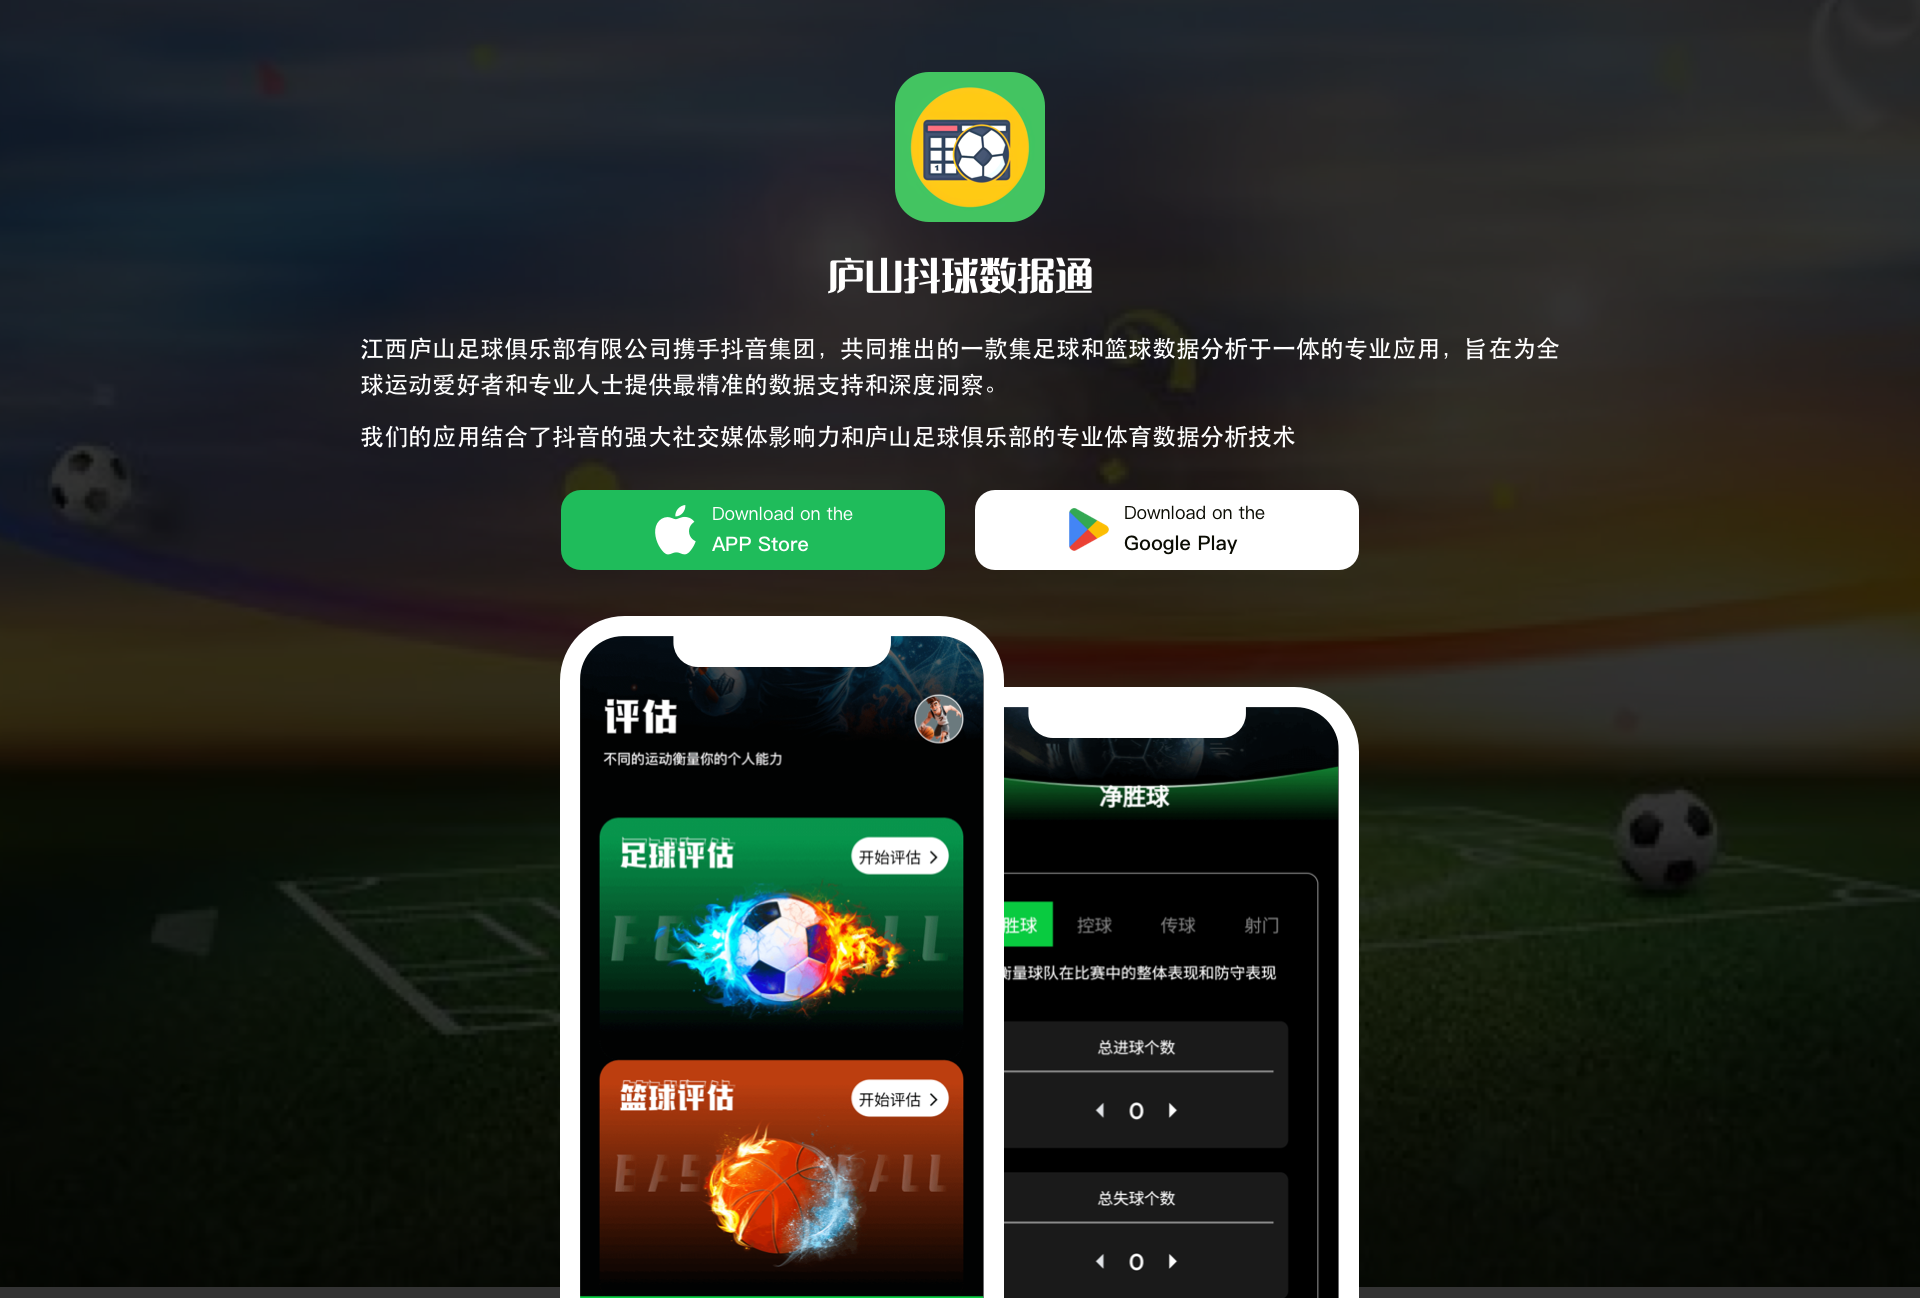 庐山抖球数据通
江西庐山足球俱乐部有限公司携手抖音集团，共同推出的一款集足球和篮球数据分析于一体的专业应用，旨在为全
球运动爱好者和专业人士提供最精准的数据支持和深度洞察。
我们的应用结合了抖音的强大社交媒体影响力和庐山足球俱乐部的专业体育数据分析技术
Download on the
APP Store
Download on the
Google Play
评估
不同的运动衡量你的个人能力
足球评估
开始评估
篮球评估
开始评估
净胜球
胜球 控球 传球 射门
衡量球队在比赛中的整体表现和防守表现
总进球个数
0
总失球个数
0